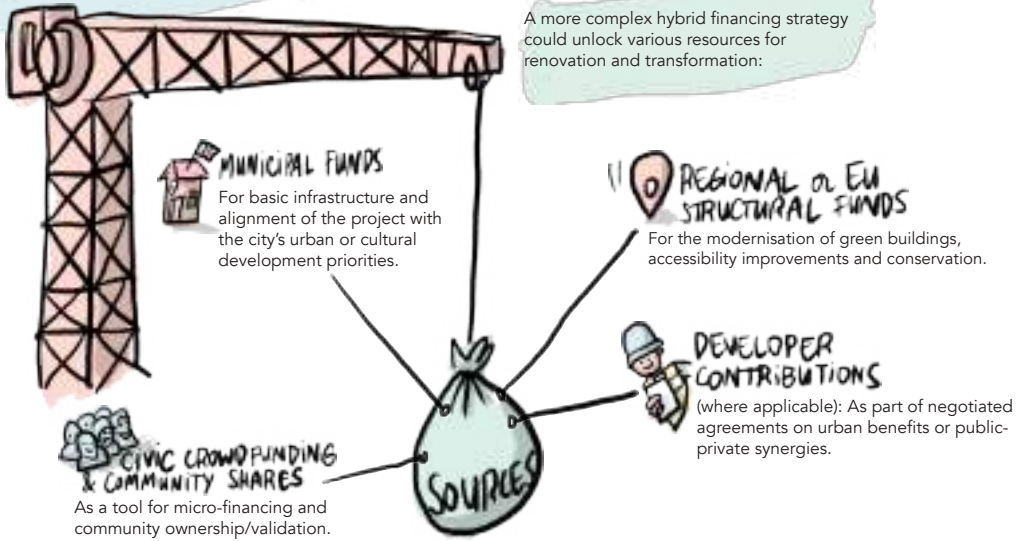 A more complex hybrid financing strategy
could unlock various resources for
renovation and transformation:
MUNICIPAL FUNDS
For basic infrastructure and
alignment of the project with
the city's urban or cultural
development priorities.
REGIONAL or EU
STRUCTURAL FUNDS
For the modernisation of green buildings,
accessibility improvements and conservation.
DEVELOPER
CONTRIBUTIONS
(where applicable): As part of negotiated
agreements on urban benefits or public-
private synergies.
CIVIC CROWDFUNDING
& COMMUNITY SHARES
As a tool for micro-financing and
community ownership/validation.
SOURCES